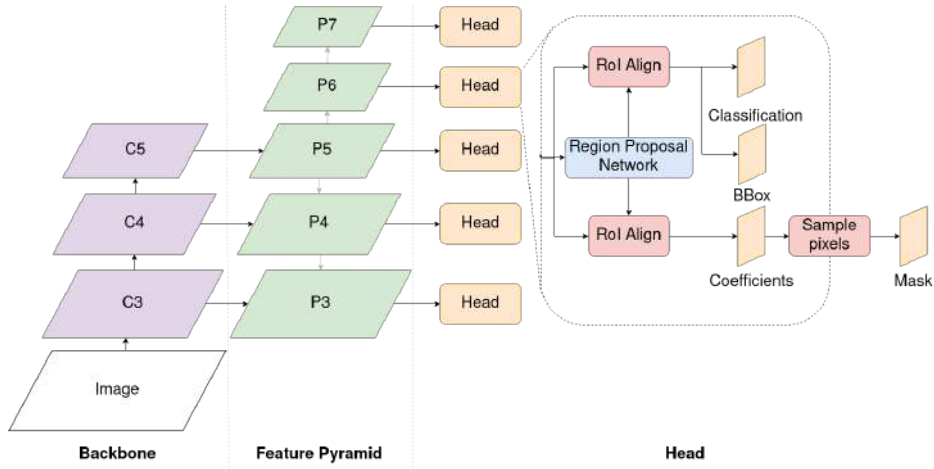 P7
Head
P6
Head
C5
P5
Head
C4
P4
Head
C3
P3
Head
Image
RoI Align
Classification
Region Proposal
Network
BBox
RoI Align
Coefficients
Sample
pixels
Mask
Backbone
Feature Pyramid
Head